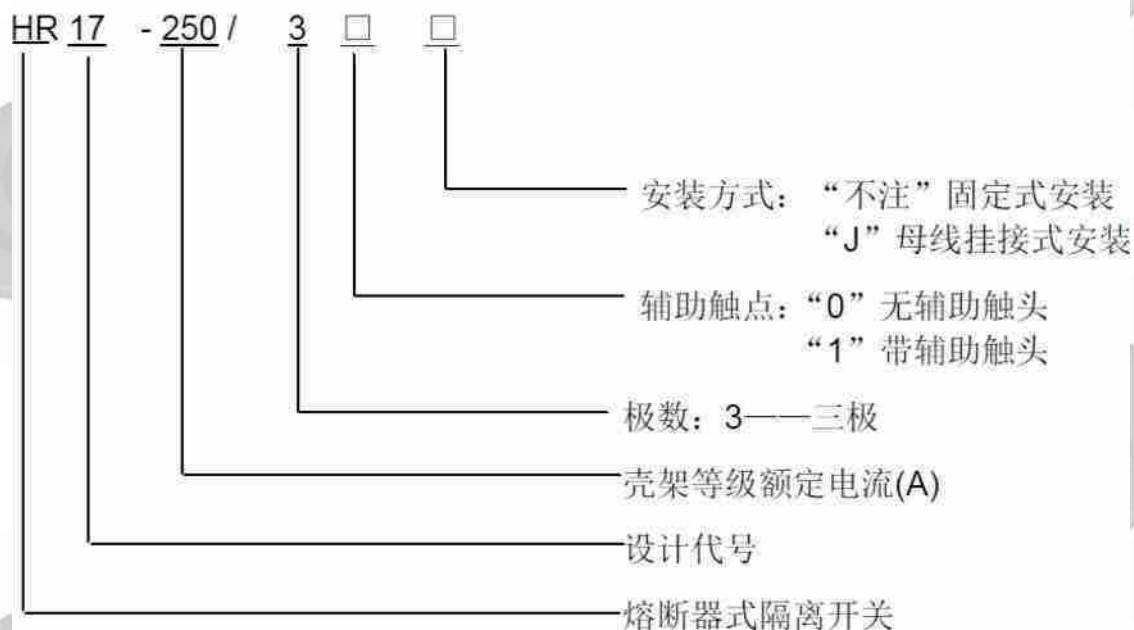 HR 17 - 250 / 3 □ □
安装方式：“不注”固定式安装
“J”母线挂接式安装
辅助触点：“0”无辅助触头
“1”带辅助触头
极数：3——三极
壳架等级额定电流(A)
设计代号
熔断器式隔离开关